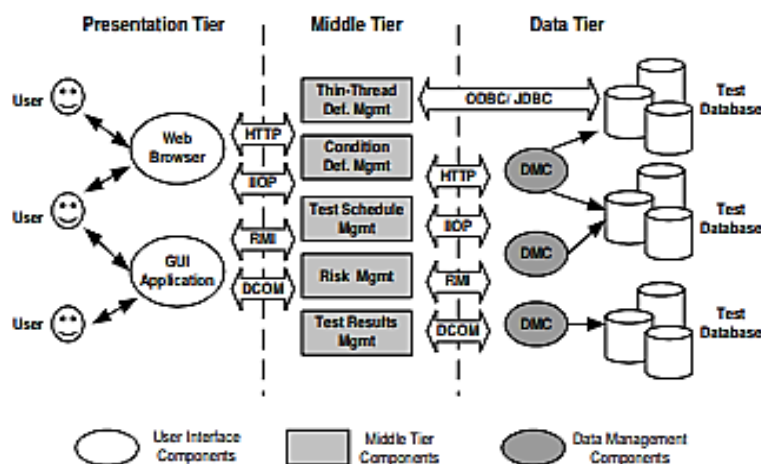 Presentation Tier
Middle Tier
Data Tier
User
Web
Browser
User
GUI
Application
User
HTTP
IIOP
RMI
DCOM
Thin-Thread
Def. Mgmt
Condition
Def. Mgmt
Test Schedule
Mgmt
Risk Mgmt
Test Results
Mgmt
ODBC/ JDBC
HTTP
IIOP
RMI
DCOM
DMC
DMC
DMC
Test
Database
Test
Database
Test
Database
User Interface
Components
Middle Tier
Components
Data Management
Components